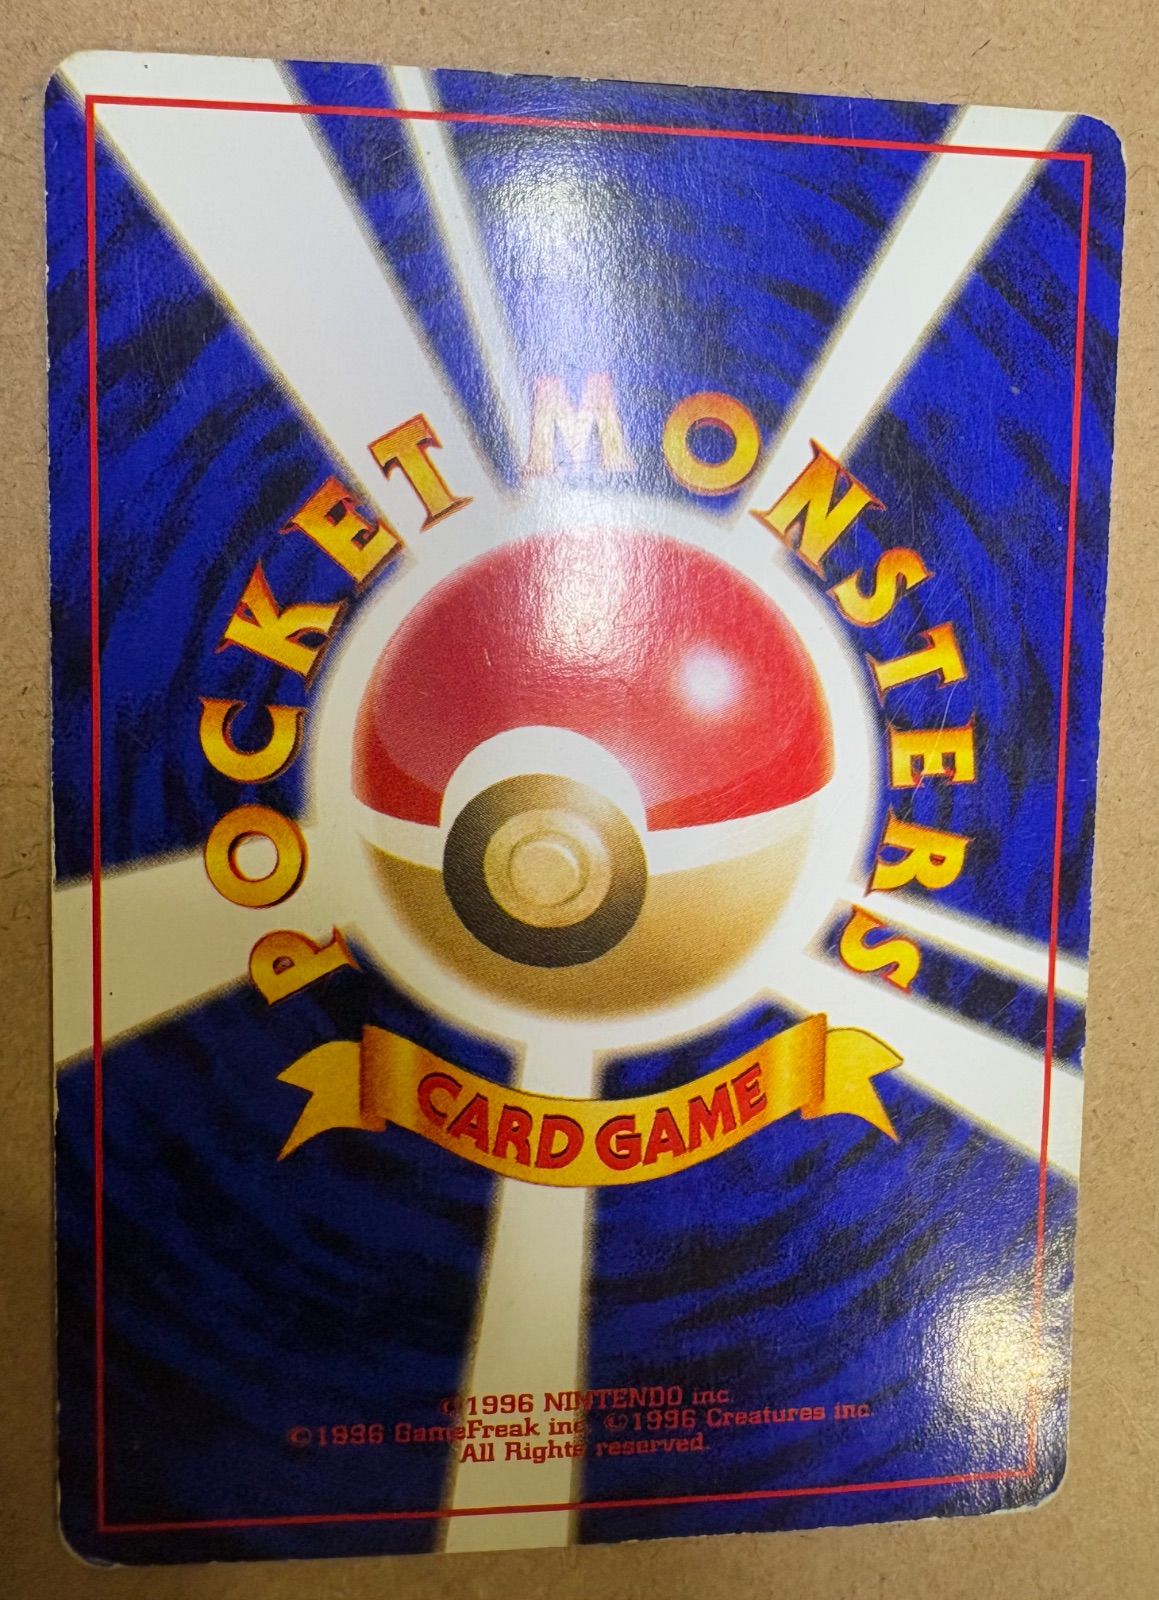 POCKET MONSTERS
CARD GAME
©1996 NINTENDO inc.
©1996 GameFreak inc. ©1996 Creatures inc.
All Rights reserved.